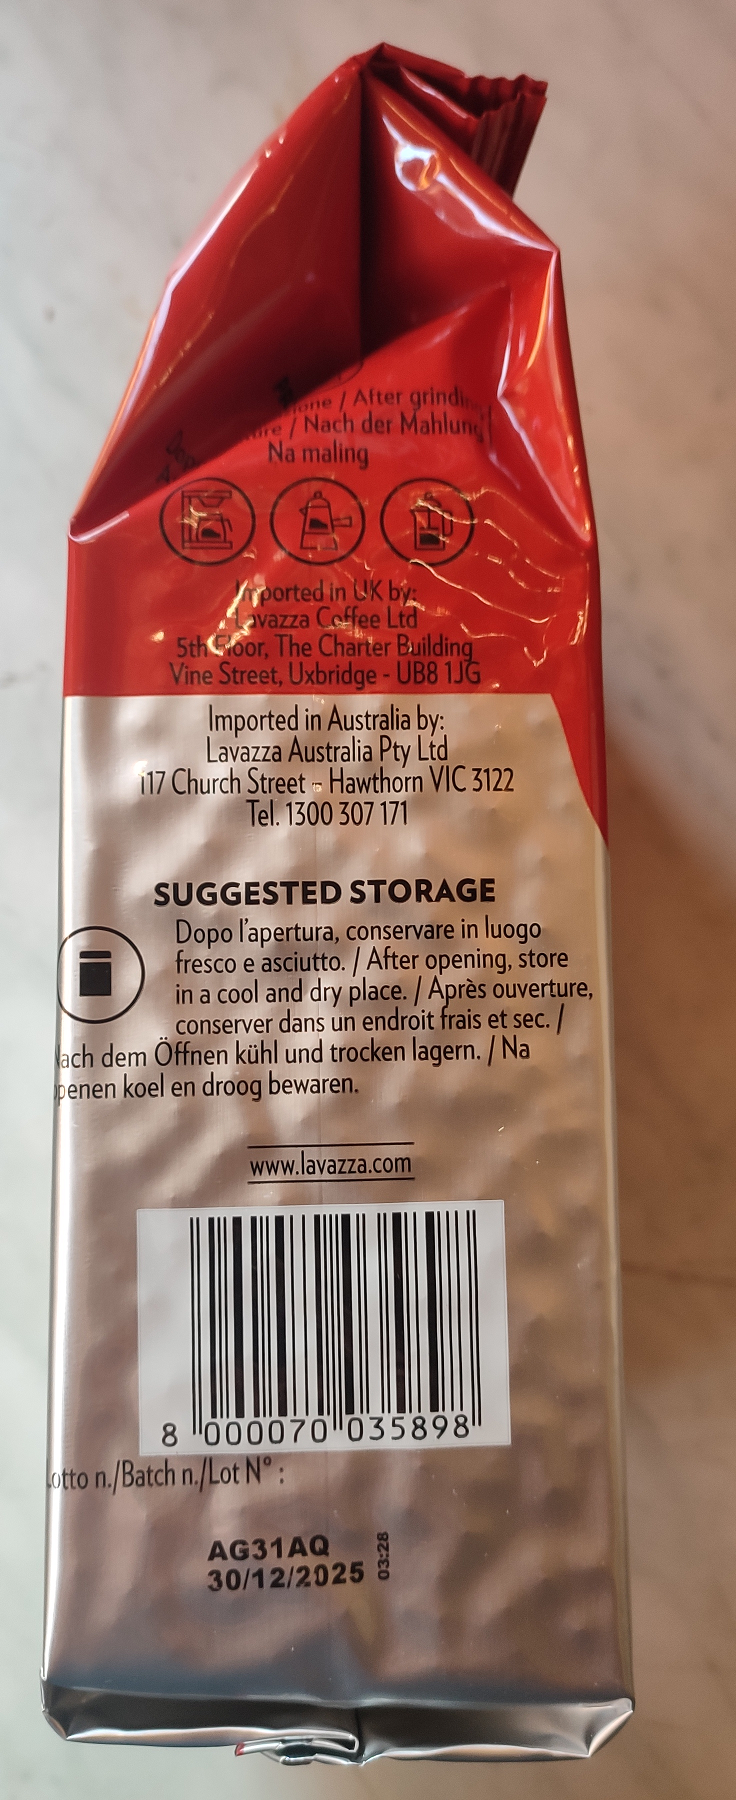 / After
/ Nach der Mahlung
Na maling
Imported in UK by:
Lavazza Coffee Ltd
5th Floor, The Charter Building
Vine Street, Uxbridge - UB8 1JG
Imported in Australia by:
Lavazza Australia Pty Ltd
117 Church Street - Hawthorn VIC 3122
Tel. 1300 307 171
SUGGESTED STORAGE
Dopo l'apertura, conservare in luogo
fresco e asciutto. / After opening, store
in a cool and dry place. / Après ouverture,
conserver dans un endroit frais et sec. /
Nach dem Öffnen kühl und trocken lagern. / Na
openen koel en droog bewaren.
www.lavazza.com
8 000070 035898
Lotto n./Batch n./Lot N° :
AG31AQ
30/12/2025 03:28